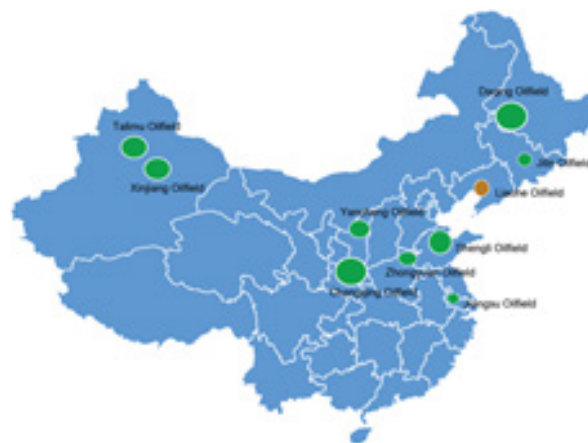 Daqing Oilfield
Talimu Oilfield
Jilin Oilfield
Xinjiang Oilfield
Liaohe Oilfield
Yanchang Oilfield
Shengli Oilfield
Zhongyuan Oilfield
Changqing Oilfield
Jiangsu Oilfield